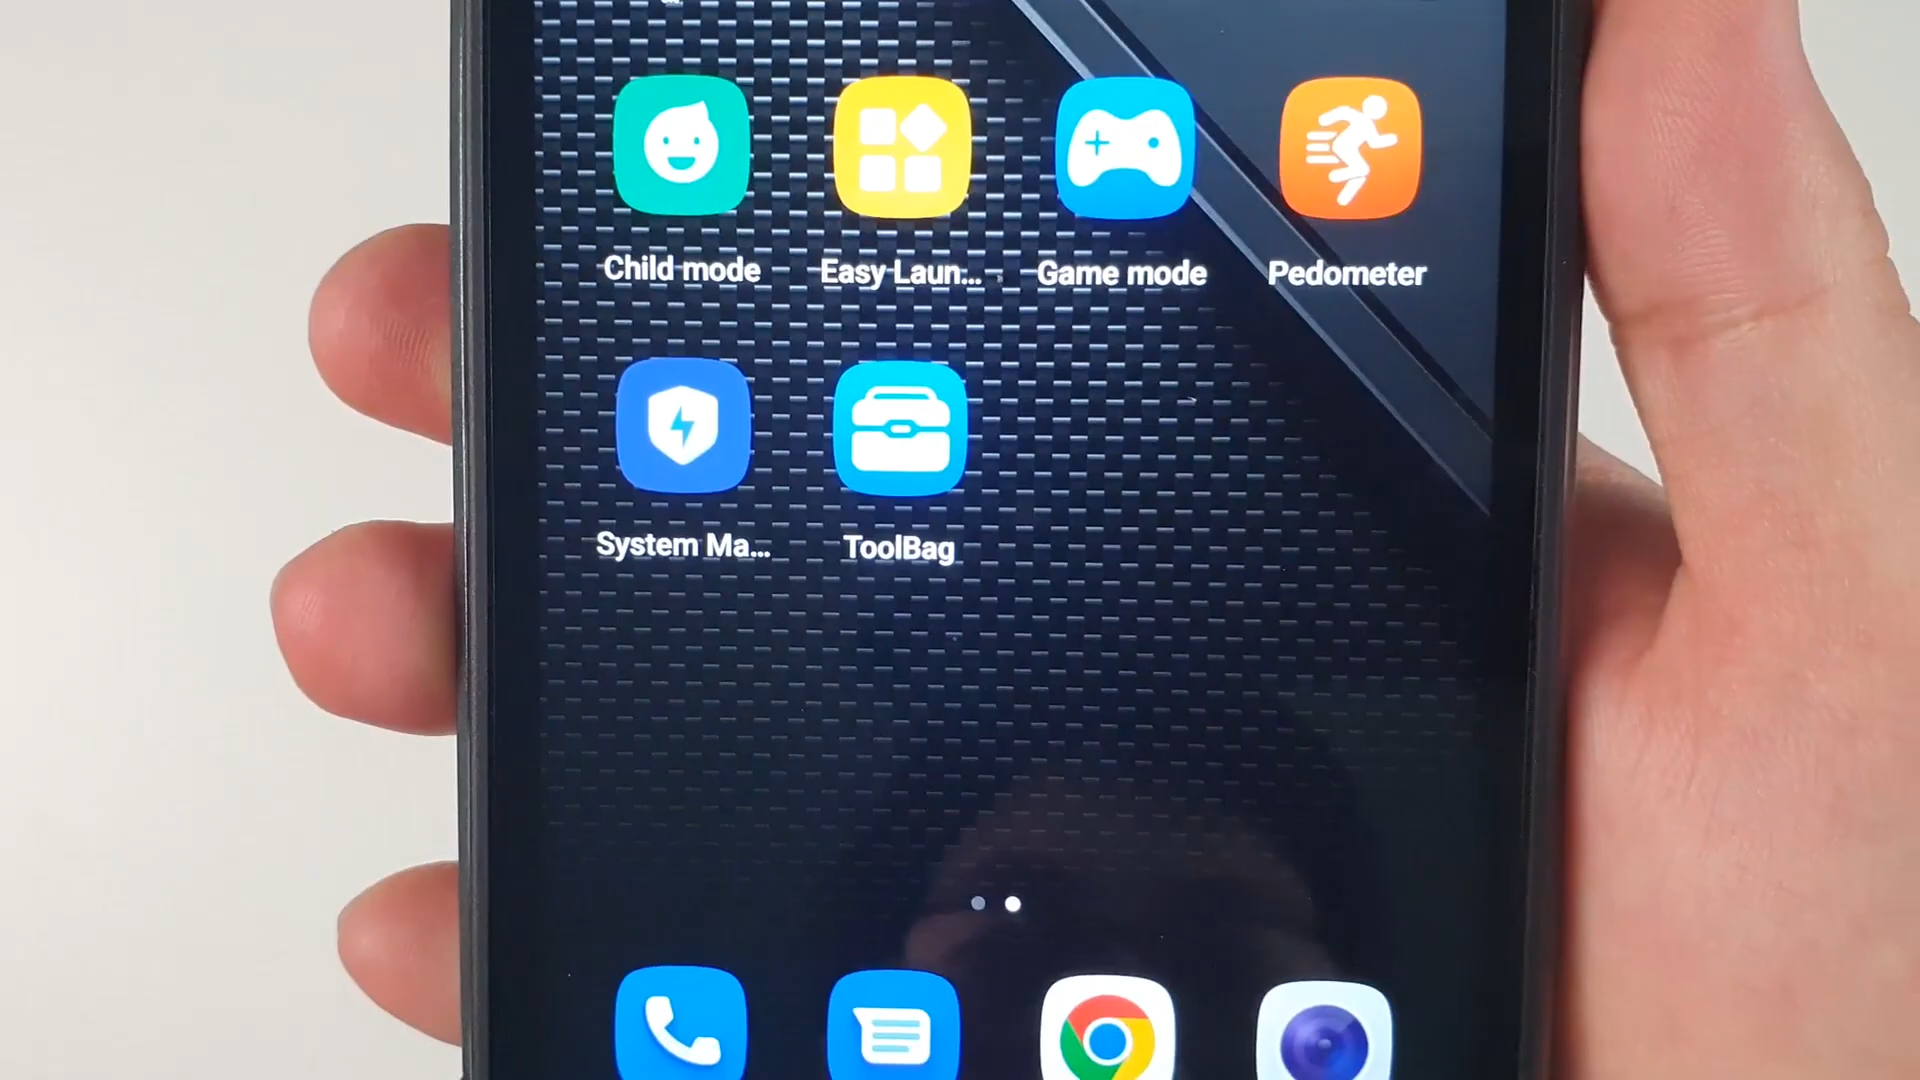 Child mode
Easy Laun...
Game mode
Pedometer
System Ma...
ToolBag